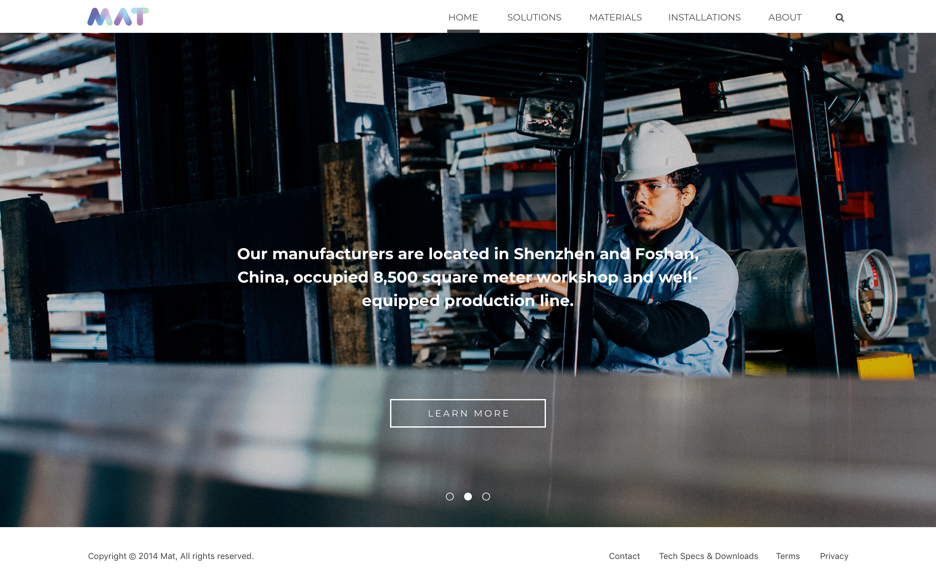 MAT
HOME SOLUTIONS MATERIALS INSTALLATIONS ABOUT
Our manufacturers are located in Shenzhen and Foshan,
China, occupied 8,500 square meter workshop and well-
equipped production line.
LEARN MORE
Copyright © 2014 Mat, All rights reserved.
Contact Tech Specs & Downloads Terms Privacy